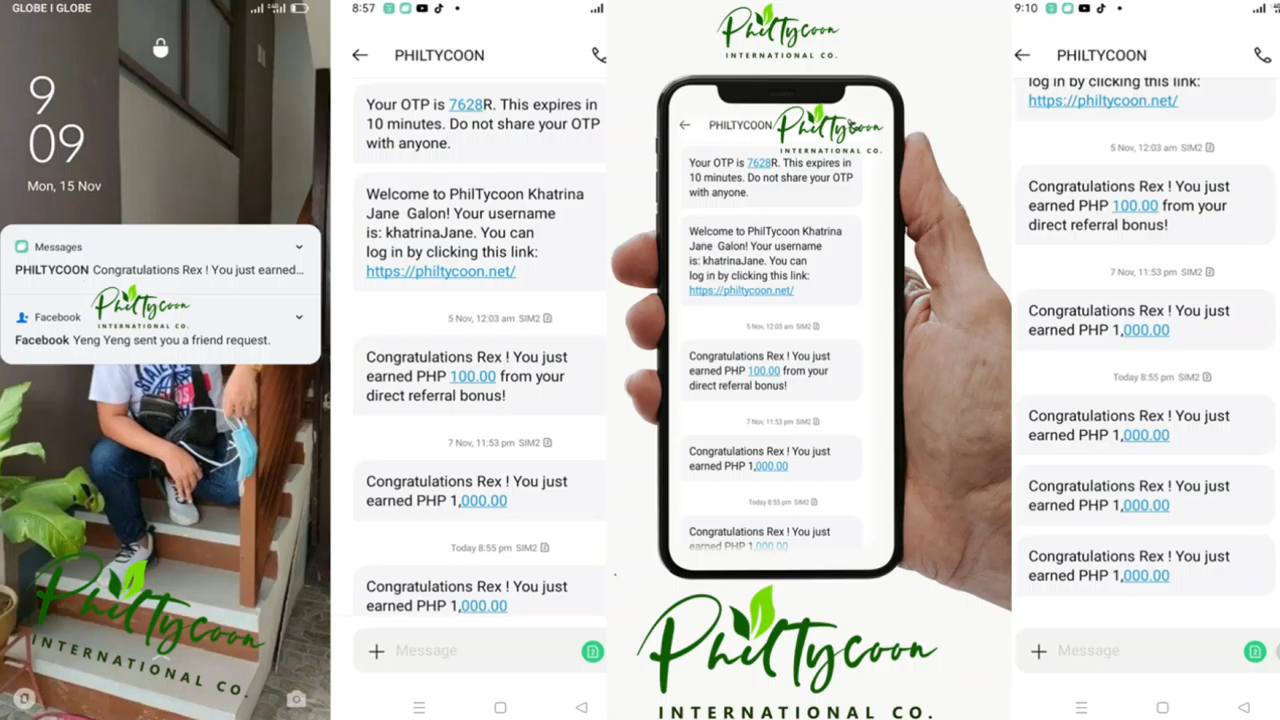 GLOBE I GLOBE
9
09
Mon, 15 Nov
Messages
PHILTYCOON Congratulations Rex ! You just earned...
Facebook
Facebook Yeng Yeng sent you a friend request.
PhilTycoon
INTERNATIONAL CO.
PhilTycoon
INTERNATIONAL CO.
8:57
PHILTYCOON
Your OTP is 7628R. This expires in
10 minutes. Do not share your OTP
with anyone.
Welcome to PhilTycoon Khatrina
Jane Galon! Your username
is: khatrinaJane. You can
log in by clicking this link:
https://philtycoon.net/
5 Nov, 12:03 am SIM2
Congratulations Rex ! You just
earned PHP 100.00 from your
direct referral bonus!
7 Nov, 11:53 pm SIM2
Congratulations Rex ! You just
earned PHP 1,000.00
Today 8:55 pm SIM2
Congratulations Rex ! You just
earned PHP 1,000.00
Message
PhilTycoon
INTERNATIONAL CO.
PHILTYCOON
PhilTycoon
INTERNATIONAL CO.
Your OTP is 7628R. This expires in
10 minutes. Do not share your OTP
with anyone.
Welcome to PhilTycoon Khatrina
Jane Galon! Your username
is: khatrinaJane. You can
log in by clicking this link:
https://philtycoon.net/
5 Nov, 12:03 am SIM2
Congratulations Rex ! You just
earned PHP 100.00 from your
direct referral bonus!
7 Nov, 11:53 pm SIM2
Congratulations Rex ! You just
earned PHP 1,000.00
Today 8:55 pm SIM2
Congratulations Rex ! You just
earned PHP 1,000.00
PhilTycoon
INTERNATIONAL CO.
9:10
PHILTYCOON
log in by clicking this link:
https://philtycoon.net/
5 Nov, 12:03 am SIM2
Congratulations Rex ! You just
earned PHP 100.00 from your
direct referral bonus!
7 Nov, 11:53 pm SIM2
Congratulations Rex ! You just
earned PHP 1,000.00
Today 8:55 pm SIM2
Congratulations Rex ! You just
earned PHP 1,000.00
Congratulations Rex ! You just
earned PHP 1,000.00
Congratulations Rex ! You just
earned PHP 1,000.00
Message